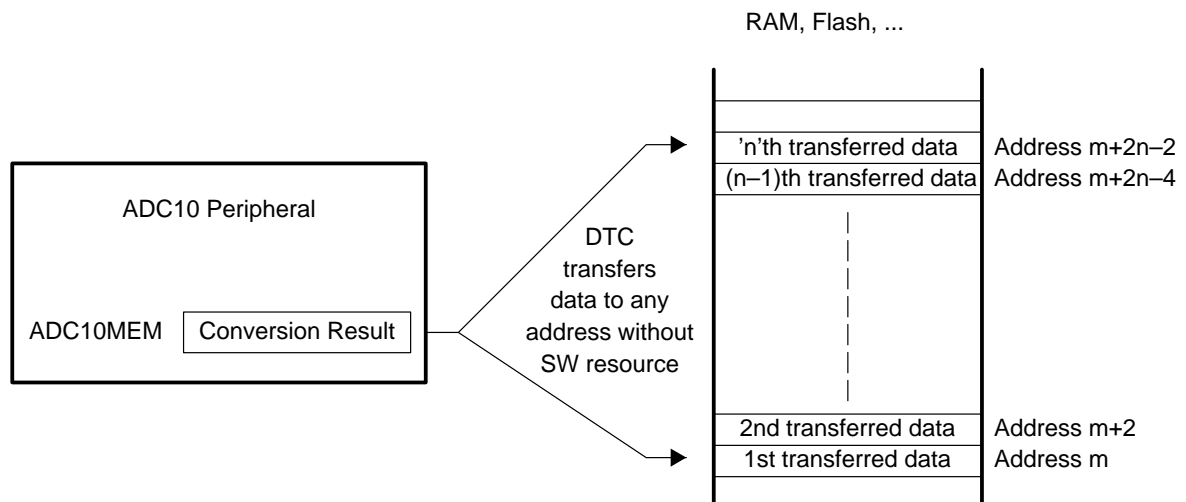 RAM, Flash, ...
'n'th transferred data Address m+2n–2
(n–1)th transferred data Address m+2n–4
ADC10 Peripheral
DTC
transfers
data to any
address without
SW resource
ADC10MEM Conversion Result
2nd transferred data Address m+2
1st transferred data Address m